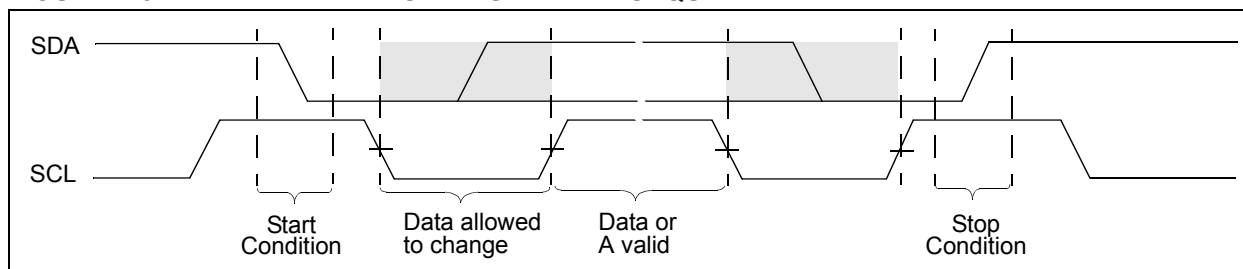 SDA
SCL
Start
Condition
Data allowed
to change
Data or
A valid
Stop
Condition